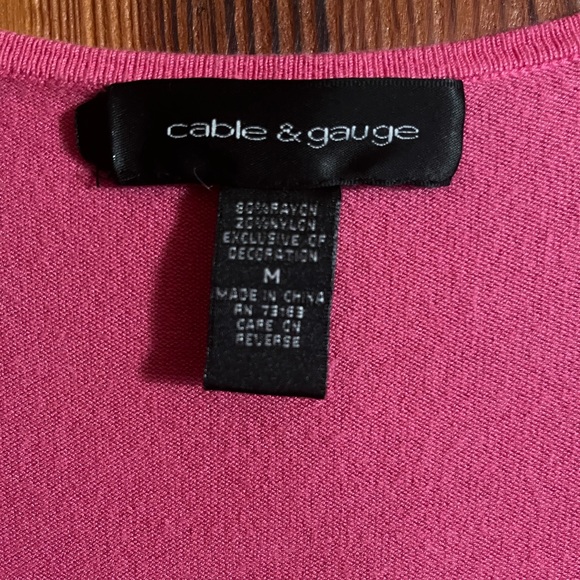 cable & gauge
80% RAYON
20% NYLON
EXCLUSIVE OF
DECORATION
M
MADE IN CHINA
RN 73183
CARE ON
REVERSE